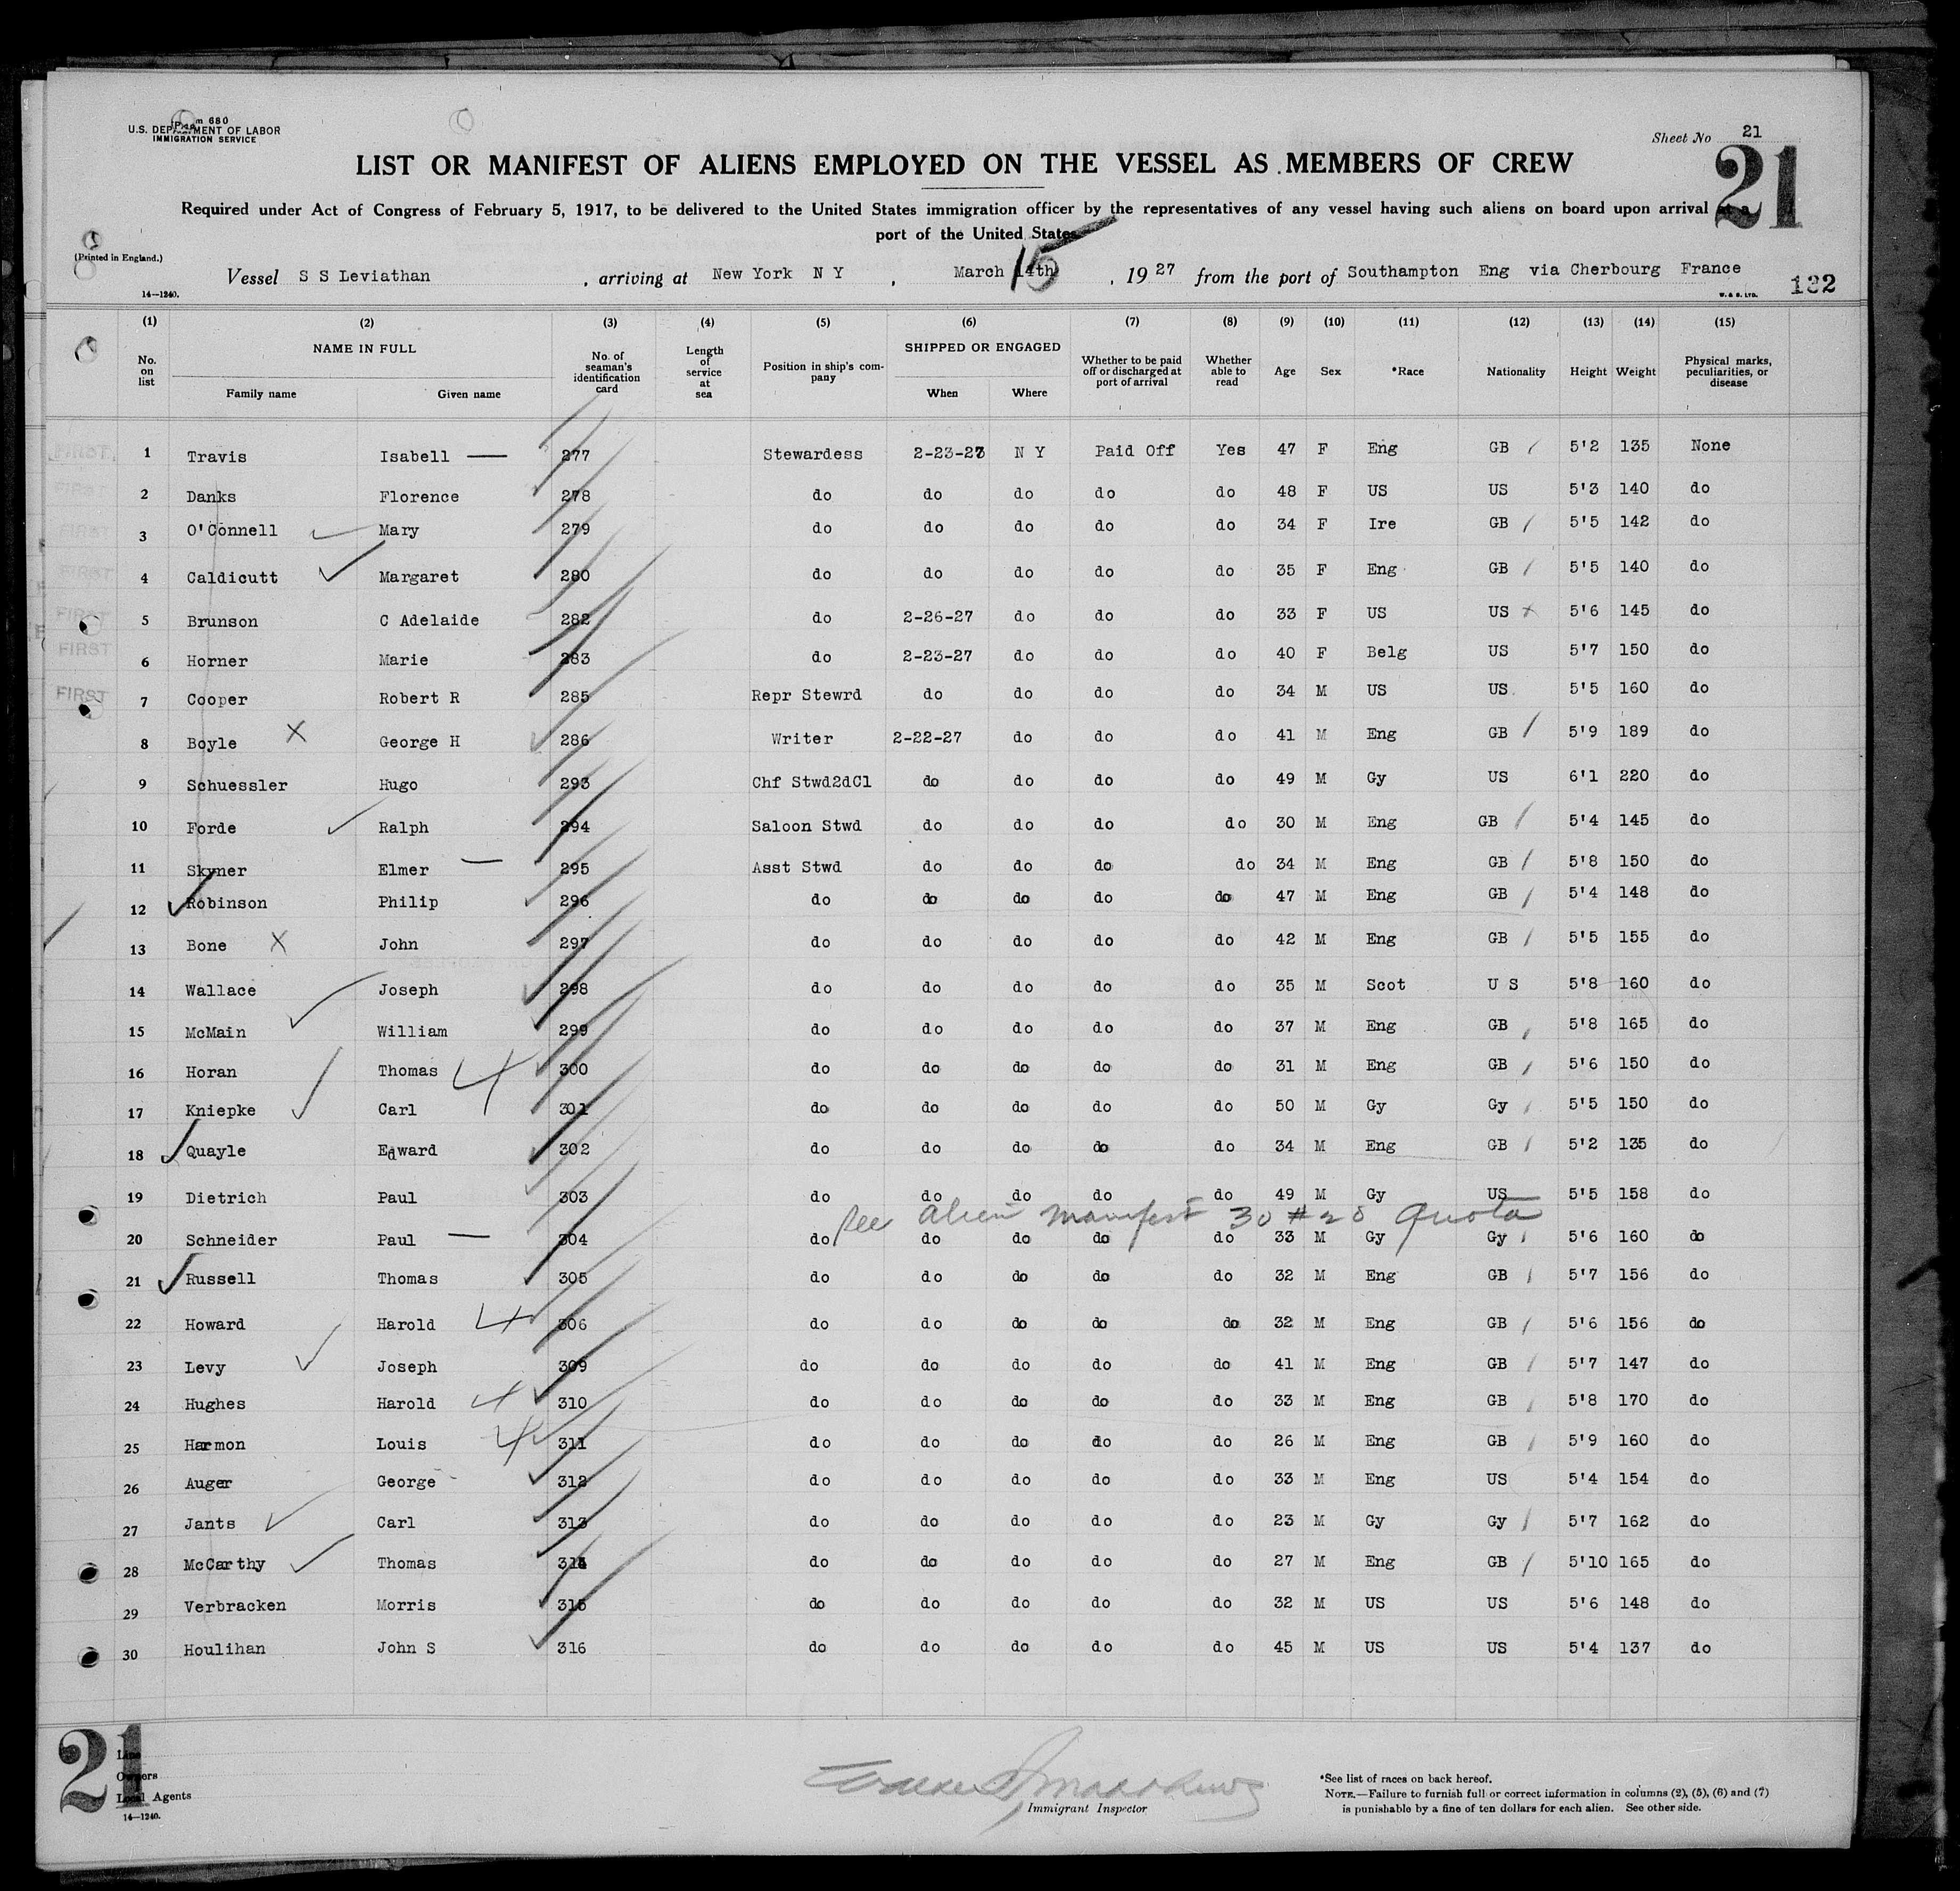 Form 680
U.S. DEPARTMENT OF LABOR
IMMIGRATION SERVICE
Sheet No 21
21
LIST OR MANIFEST OF ALIENS EMPLOYED ON THE VESSEL AS MEMBERS OF CREW
Required under Act of Congress of February 5, 1917, to be delivered to the United States immigration officer by the representatives of any vessel having such aliens on board upon arrival
port of the United States
(Printed in England.)
Vessel S S Leviathan , arriving at New York N Y , March 14th 15 , 1927 from the port of Southampton Eng via Cherbourg France
14—1240.
W. & S. LTD.
132
(1) (2) (3) (4) (5) (6) (7) (8) (9) (10) (11) (12) (13) (14) (15)
No. on list NAME IN FULL Family name Given name No. of seaman's identification card Length of service at sea Position in ship's company SHIPPED OR ENGAGED When Where Whether to be paid off or discharged at port of arrival Whether able to read Age Sex *Race Nationality Height Weight Physical marks, peculiarities, or disease
1 Travis Isabell 277 Stewardess 2-23-27 N Y Paid Off Yes 47 F Eng GB 5'2 135 None
2 Danks Florence 278 do do do do do 48 F US US 5'3 140 do
3 O'Connell Mary 279 do do do do do 34 F Ire GB 5'5 142 do
4 Caldicutt Margaret 280 do do do do do 35 F Eng GB 5'5 140 do
FIRST 5 Brunson C Adelaide 282 do 2-26-27 do do do 33 F US US 5'6 145 do
FIRST 6 Horner Marie 283 do 2-23-27 do do do 40 F Belg US 5'7 150 do
FIRST 7 Cooper Robert R 285 Repr Stewrd do do do do 34 M US US 5'5 160 do
8 Boyle X George H 286 Writer 2-22-27 do do do 41 M Eng GB 5'9 189 do
9 Schuessler Hugo 293 Chf Stwd2dCl do do do do 49 M Gy US 6'1 220 do
10 Forde Ralph 294 Saloon Stwd do do do do 30 M Eng GB 5'4 145 do
11 Skyner Elmer 295 Asst Stwd do do do do 34 M Eng GB 5'8 150 do
12 Robinson Philip 296 do do do do do 47 M Eng GB 5'4 148 do
13 Bone X John 297 do do do do do 42 M Eng GB 5'5 155 do
14 Wallace Joseph 298 do do do do do 35 M Scot U S 5'8 160 do
15 McMain William 299 do do do do do 37 M Eng GB 5'8 165 do
16 Horan Thomas 300 do do do do do 31 M Eng GB 5'6 150 do
17 Kniepke Carl 301 do do do do do 50 M Gy Gy 5'5 150 do
18 Quayle Edward 302 do do do do do 34 M Eng GB 5'2 135 do
19 Dietrich Paul 303 do do do do do 49 M Gy US 5'5 158 do
see alien manifest 30 #28 Quota
20 Schneider Paul 304 do do do do do 33 M Gy Gy 5'6 160 do
21 Russell Thomas 305 do do do do do 32 M Eng GB 5'7 156 do
22 Howard Harold 306 do do do do do 32 M Eng GB 5'6 156 do
23 Levy Joseph 309 do do do do do 41 M Eng GB 5'7 147 do
24 Hughes Harold 310 do do do do do 33 M Eng GB 5'8 170 do
25 Harmon Louis 311 do do do do do 26 M Eng GB 5'9 160 do
26 Auger George 312 do do do do do 33 M Eng US 5'4 154 do
27 Jants Carl 313 do do do do do 23 M Gy Gy 5'7 162 do
28 McCarthy Thomas 314 do do do do do 27 M Eng GB 5'10 165 do
29 Verbracken Morris 315 do do do do do 32 M US US 5'6 148 do
30 Houlihan John S 316 do do do do do 45 M US US 5'4 137 do
21
Line
Owners
Local Agents
14—1240.
Immigrant Inspector
*See list of races on back hereof.
NOTE.—Failure to furnish full or correct information in columns (2), (5), (6) and (7)
is punishable by a fine of ten dollars for each alien. See other side.